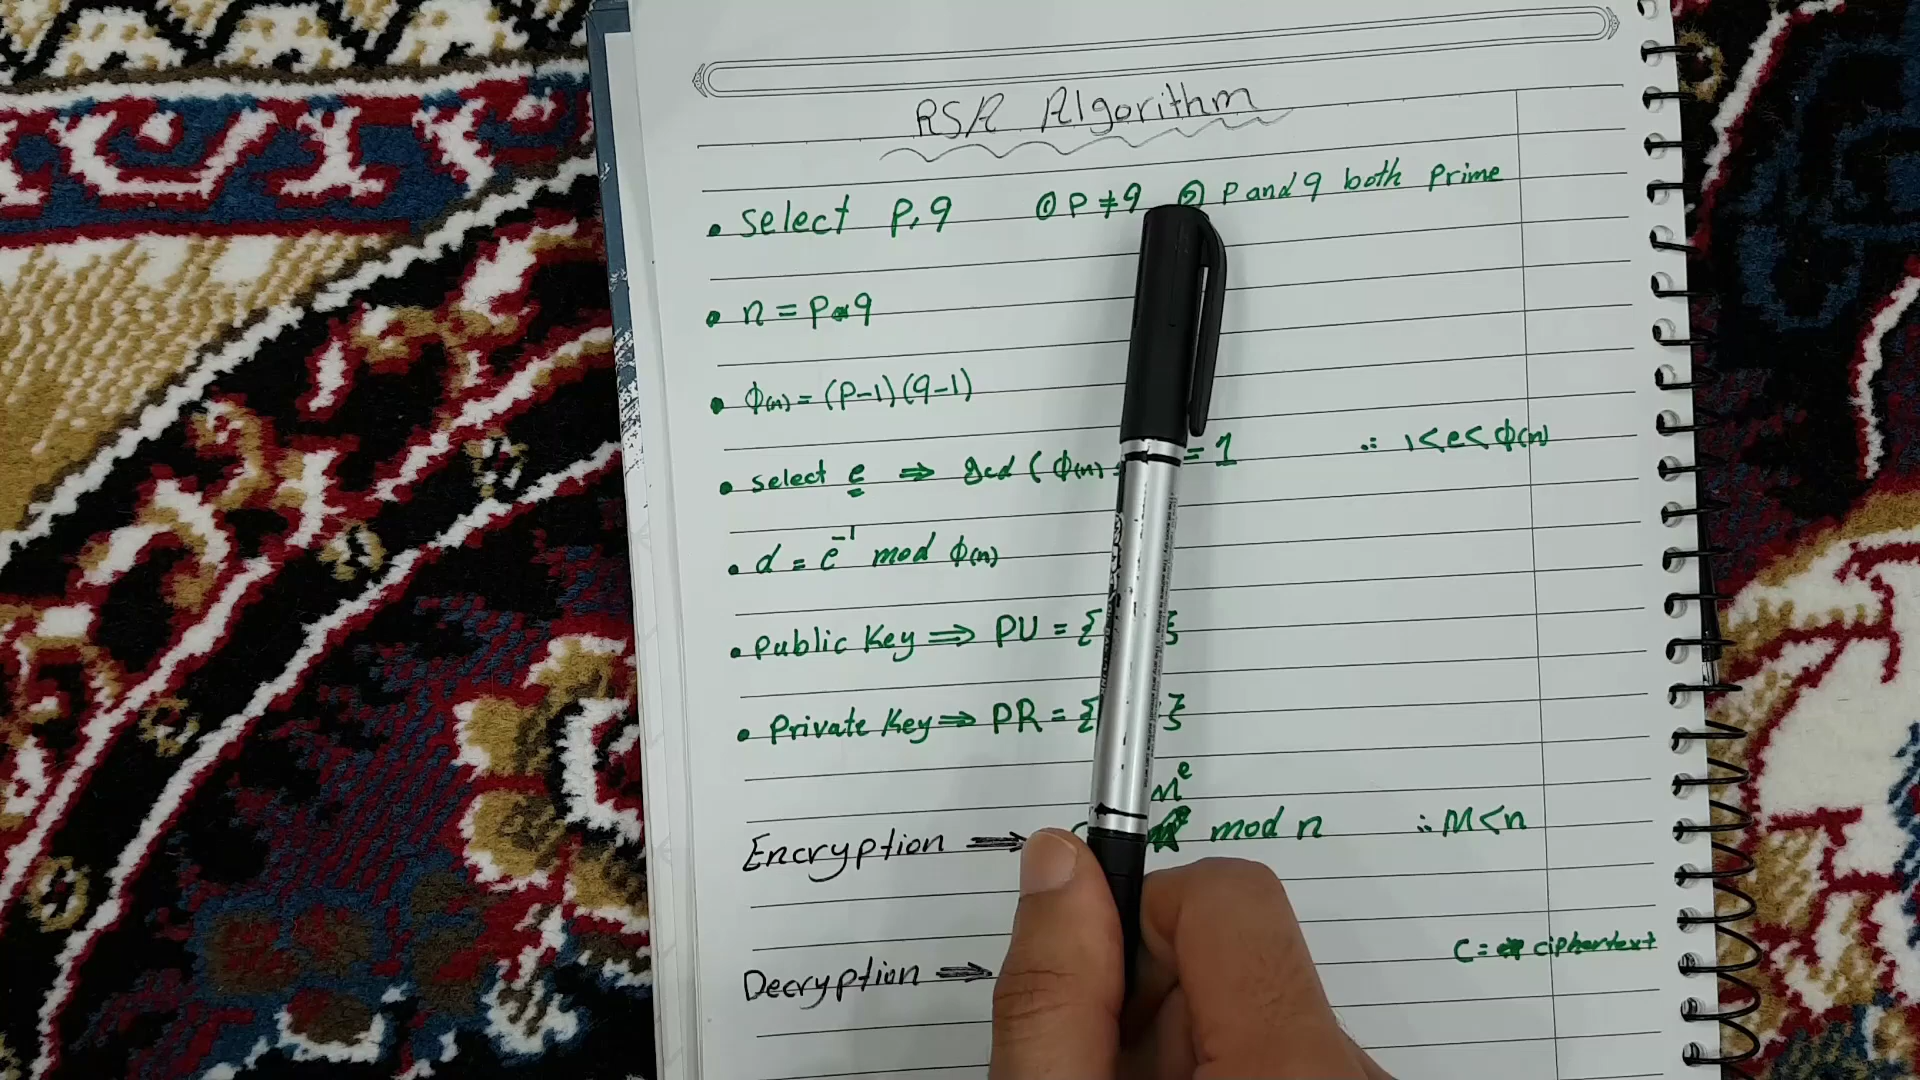 RSA Algorithm
• select P, q ① P ≠ q ② P and q both prime
• n = P * q
• ϕ(n) = (P-1)(q-1)
• select e ⇒ gcd ( ϕ(n) = 1 ∴ 1 < e < ϕ(n)
• d = e⁻¹ mod ϕ(n)
• Public Key ⇒ PU = { }
• Private Key ⇒ PR = { }
Encryption ⇒ Mᵉ mod n ∴ M < n
C = ciphertext
Decryption ⇒